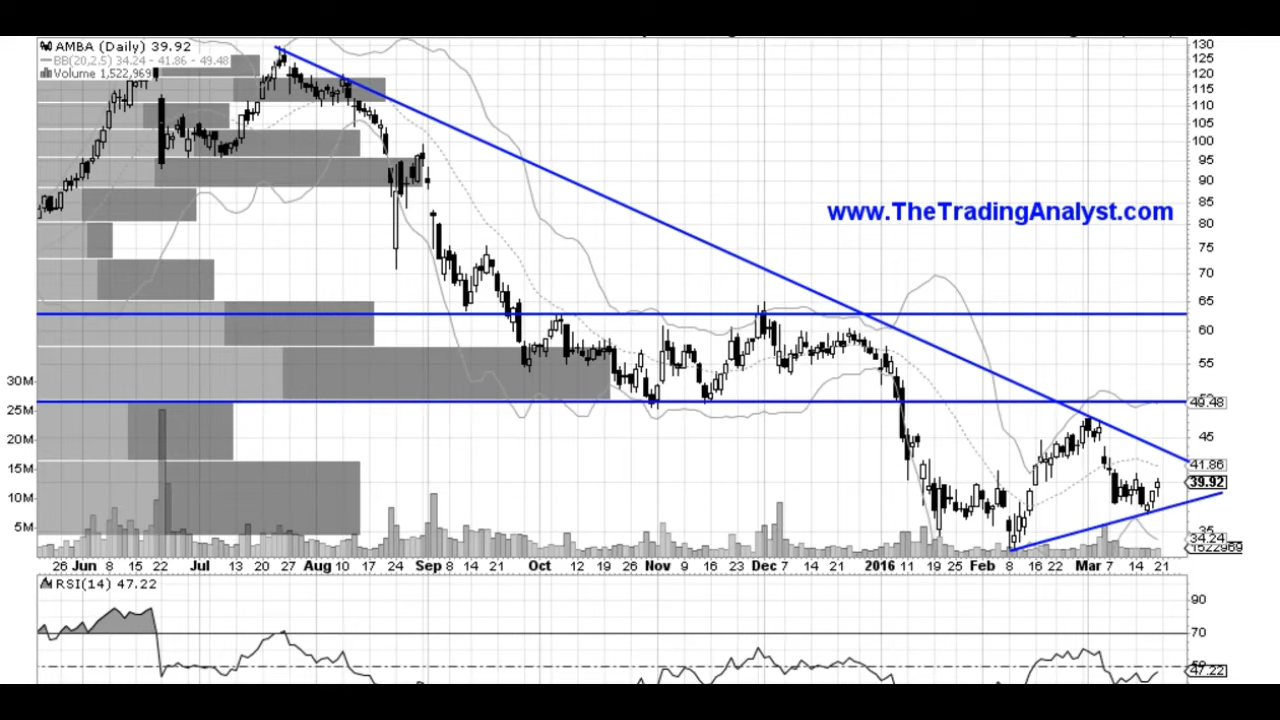 AMBA (Daily) 39.92
BB(20,2.5) 34.24 - 41.86 - 49.48
Volume 1,522,969
www.TheTradingAnalyst.com
130
125
120
115
110
105
100
95
90
85
80
75
70
65
60
55
49.48
45
41.86
39.92
35
34.24
1522969
30M
25M
20M
15M
10M
5M
26 Jun 8 15 22 Jul 13 20 27 Aug 10 17 24 Sep 8 14 21 Oct 12 19 26 Nov 9 16 23 Dec 7 14 21 2016 11 19 25 Feb 8 16 22 Mar 7 14 21
RSI(14) 47.22
90
70
47.22